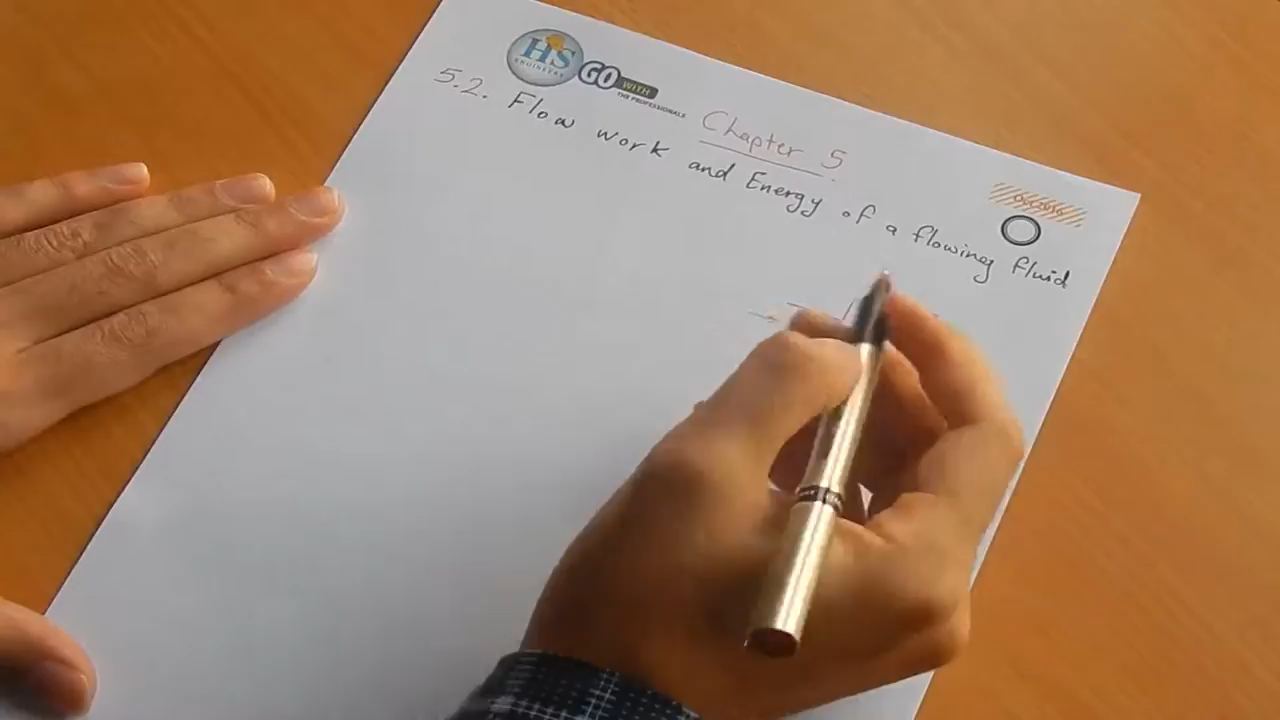 HS
ENGINEERS
GO WITH
THE PROFESSIONALS
Chapter 5
5.2. Flow work and Energy of a flowing fluid